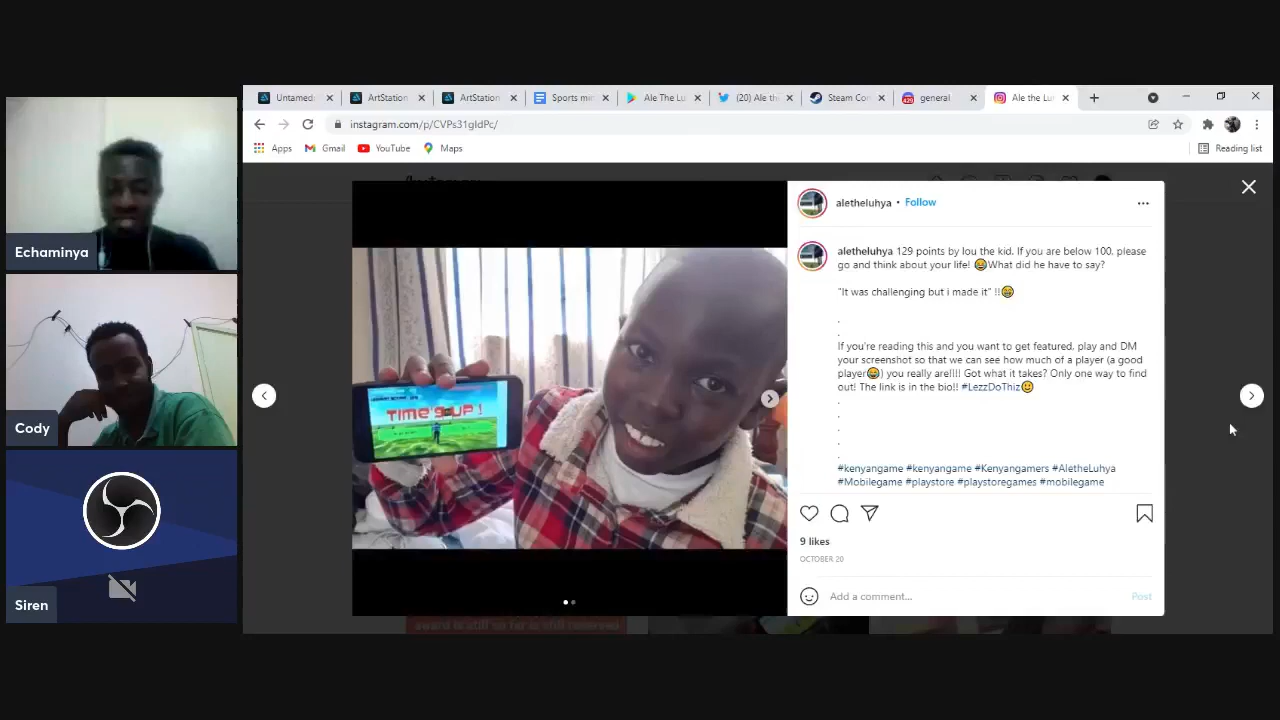 Untamed:
ArtStation
ArtStation
Sports mi
Ale The Lu
(20) Ale th
Steam Co
general
Ale the Lu
instagram.com/p/CVPs31gIdPc/
Apps
Gmail
YouTube
Maps
Reading list
Echaminya
Cody
Siren
TIME'S UP !
aletheluhya • Follow
aletheluhya 129 points by lou the kid. If you are below 100, please
go and think about your life! 😂What did he have to say?
"It was challenging but i made it" !!😁
.
.
If you're reading this and you want to get featured, play and DM
your screenshot so that we can see how much of a player (a good
player😂) you really are!!!! Got what it takes? Only one way to find
out! The link is in the bio!! #LezzDoThiz🙂
.
.
.
.
.
#kenyangame #kenyangame #Kenyangamers #AletheLuhya
#Mobilegame #playstore #playstoregames #mobilegame
9 likes
OCTOBER 20
Add a comment...
Post